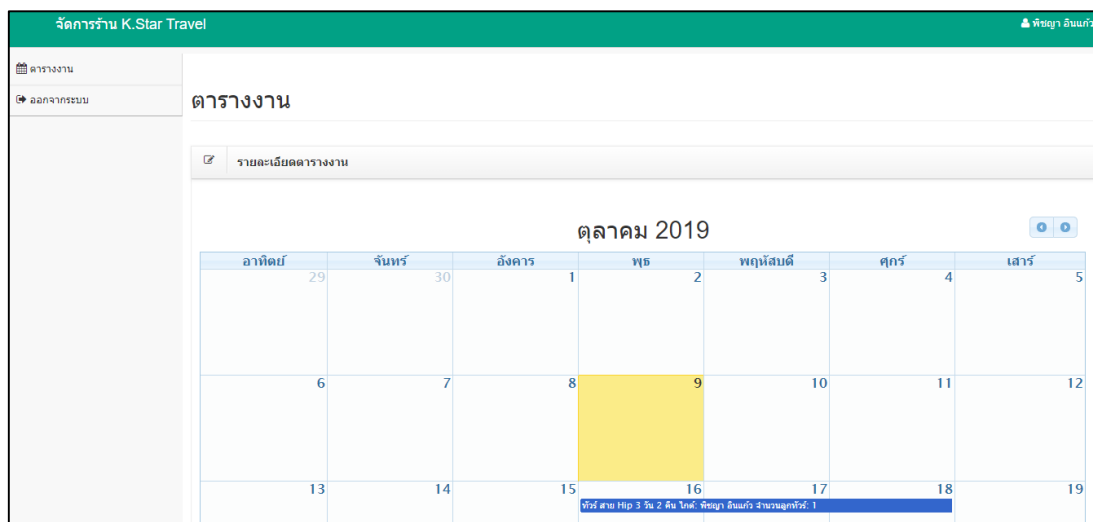 จัดการร้าน K.Star Travel
พิชญา อินแก้ว
ตารางงาน
ออกจากระบบ
ตารางงาน
รายละเอียดตารางงาน
ตุลาคม 2019
อาทิตย์ จันทร์ อังคาร พุธ พฤหัสบดี ศุกร์ เสาร์
29 30 1 2 3 4 5
6 7 8 9 10 11 12
13 14 15 16 17 18 19
ทัวร์ สาย Hip 3 วัน 2 คืน ไกด์: พิชญา อินแก้ว จำนวนลูกทัวร์: 1